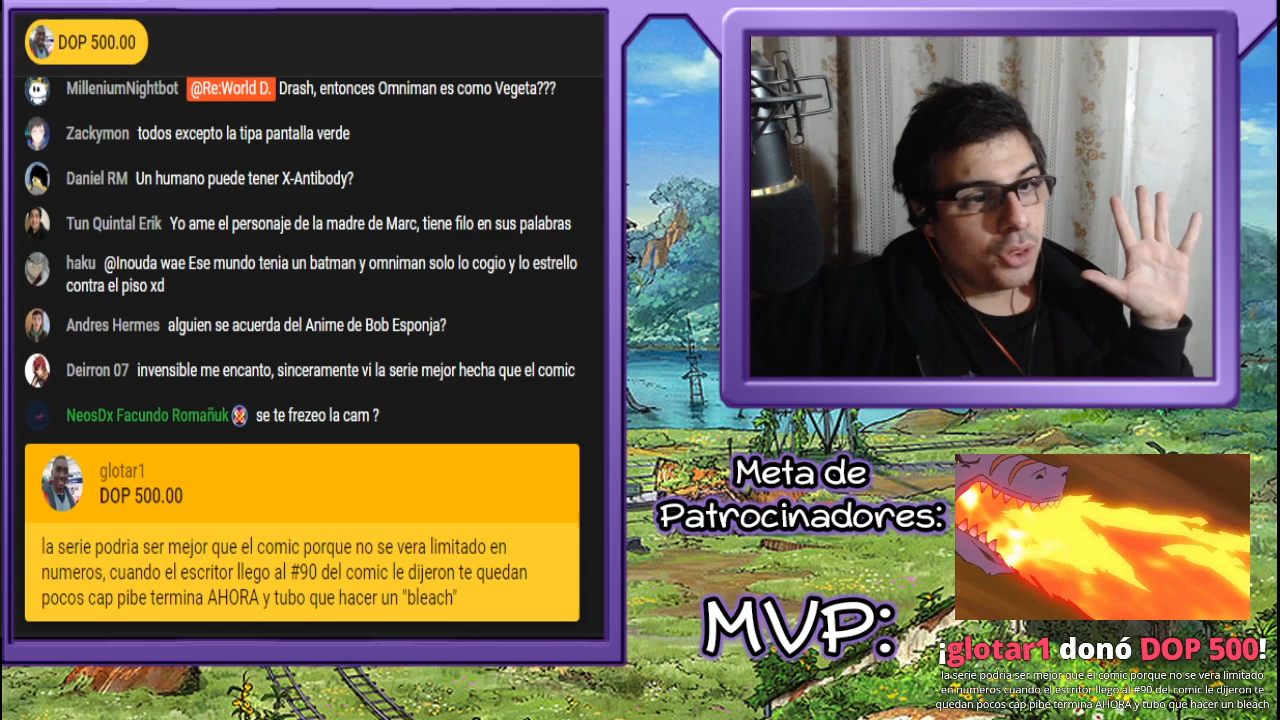 DOP 500.00
MilleniumNightbot @Re:World D. Drash, entonces Omniman es como Vegeta???
Zackymon todos excepto la tipa pantalla verde
Daniel RM Un humano puede tener X-Antibody?
Tun Quintal Erik Yo ame el personaje de la madre de Marc, tiene filo en sus palabras
haku @Inouda wae Ese mundo tenia un batman y omniman solo lo cogio y lo estrello
contra el piso xd
Andres Hermes alguien se acuerda del Anime de Bob Esponja?
Deirron 07 invensible me encanto, sinceramente vi la serie mejor hecha que el comic
NeosDx Facundo Romañuk se te frezeo la cam ?
glotar1
DOP 500.00
la serie podria ser mejor que el comic porque no se vera limitado en
numeros, cuando el escritor llego al #90 del comic le dijeron te quedan
pocos cap pibe termina AHORA y tubo que hacer un "bleach"
Meta de
Patrocinadores:
MVP:
¡glotar1 donó DOP 500!
la serie podria ser mejor que el comic porque no se vera limitado
en numeros cuando el escritor llego al #90 del comic le dijeron te
quedan pocos cap pibe termina AHORA y tubo que hacer un bleach